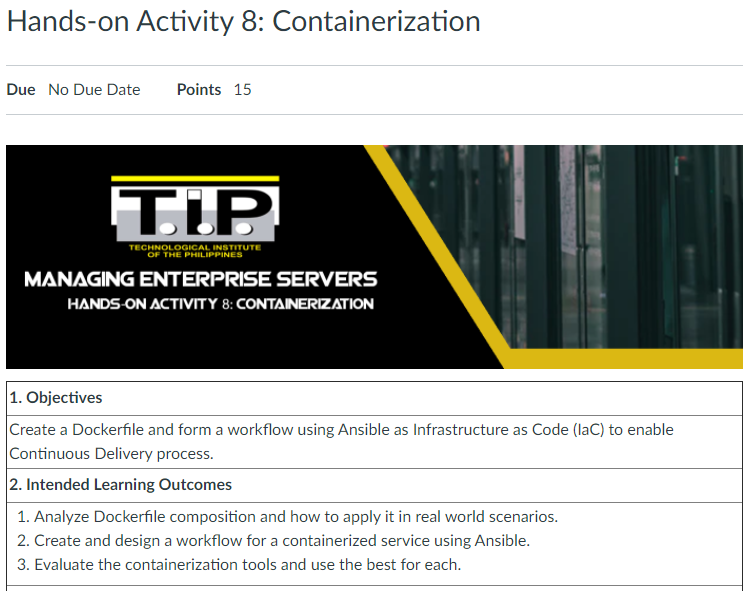 Hands-on Activity 8: Containerization
Due No Due Date Points 15
T.I.P.
TECHNOLOGICAL INSTITUTE
OF THE PHILIPPINES
MANAGING ENTERPRISE SERVERS
HANDS-ON ACTIVITY 8: CONTAINERIZATION
1. Objectives
Create a Dockerfile and form a workflow using Ansible as Infrastructure as Code (IaC) to enable
Continuous Delivery process.
2. Intended Learning Outcomes
1. Analyze Dockerfile composition and how to apply it in real world scenarios.
2. Create and design a workflow for a containerized service using Ansible.
3. Evaluate the containerization tools and use the best for each.